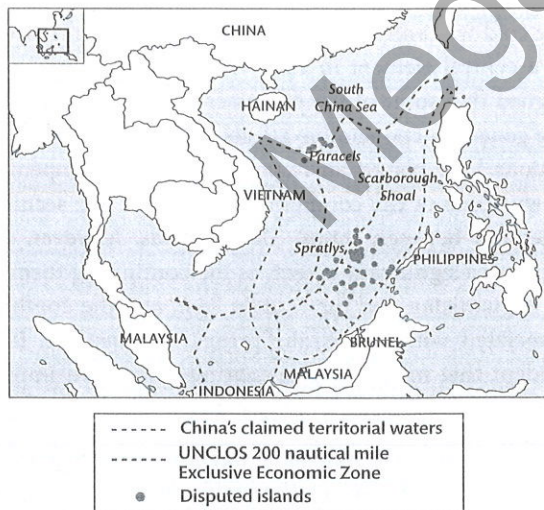 CHINA
HAINAN
South
China Sea
Paracels
VIETNAM
Scarborough
Shoal
Spratlys
PHILIPPINES
MALAYSIA
BRUNEI
MALAYSIA
INDONESIA
China's claimed territorial waters
UNCLOS 200 nautical mile
Exclusive Economic Zone
Disputed islands
Meg